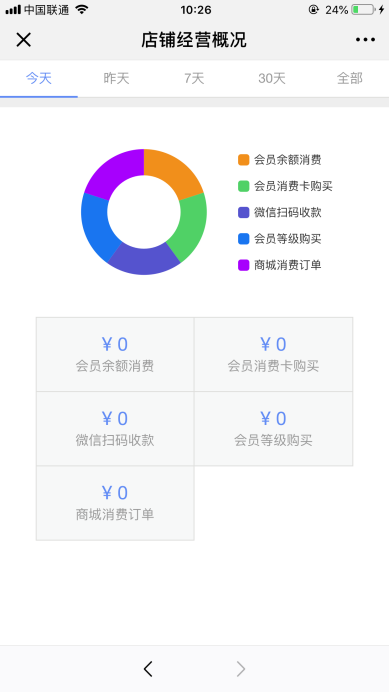 中国联通 10:26 24%
店铺经营概况
今天 昨天 7天 30天 全部
会员余额消费
会员消费卡购买
微信扫码收款
会员等级购买
商城消费订单
¥ 0 ¥ 0
会员余额消费 会员消费卡购买
¥ 0 ¥ 0
微信扫码收款 会员等级购买
¥ 0
商城消费订单